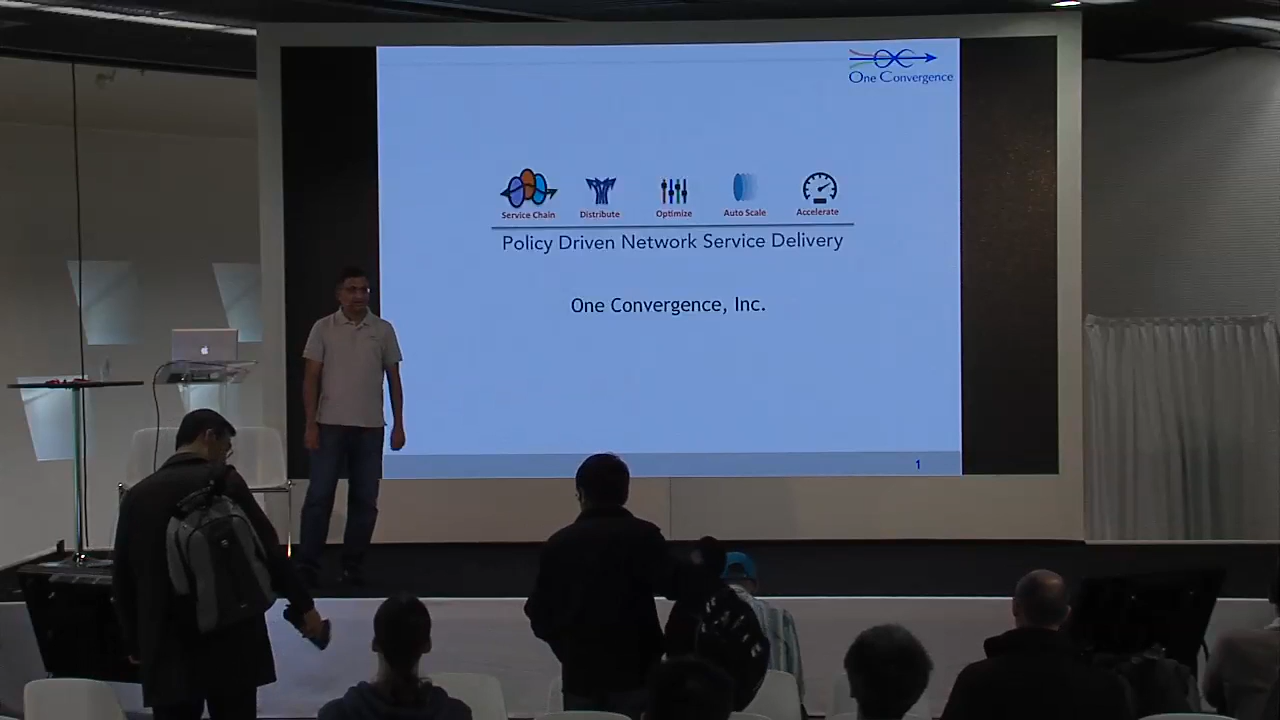 One Convergence
Service Chain
Distribute
Optimize
Auto Scale
Accelerate
Policy Driven Network Service Delivery
One Convergence, Inc.
1